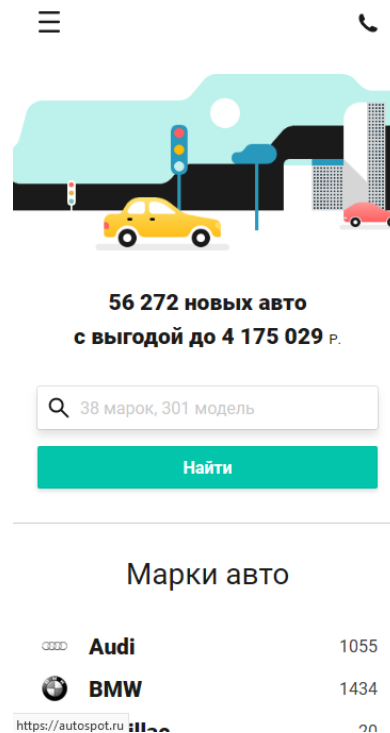 56 272 новых авто
с выгодой до 4 175 029 Р.
38 марок, 301 модель
Найти
Марки авто
Audi 1055
BMW 1434
20
https://autospot.ru